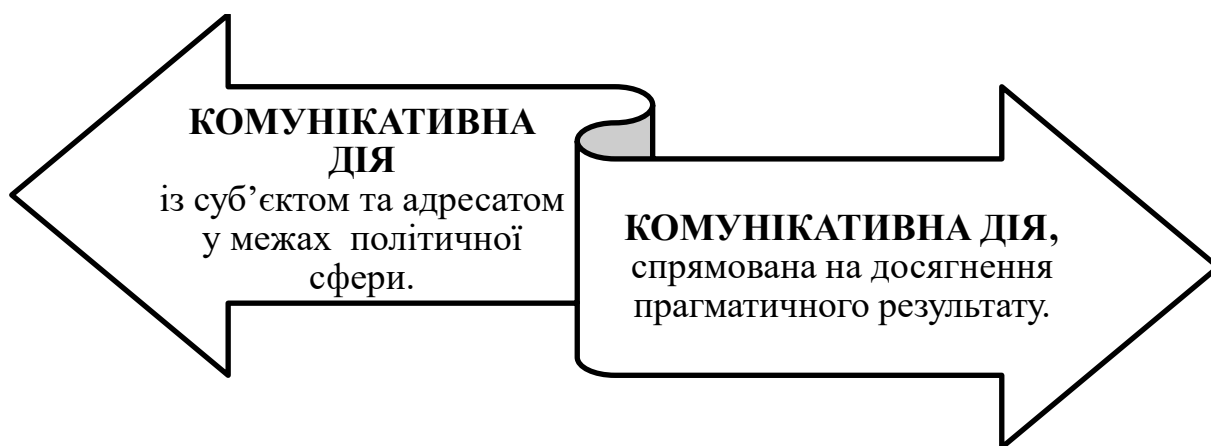 КОМУНІКАТИВНА
ДІЯ
із суб’єктом та адресатом
у межах  політичної
сфери.
КОМУНІКАТИВНА ДІЯ,
спрямована на досягнення
прагматичного результату.